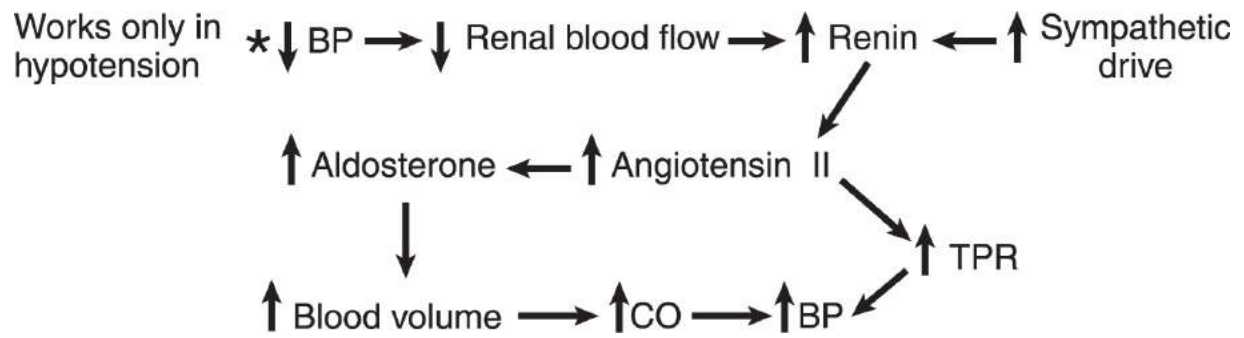 Works only in
hypotension
* ↓ BP → ↓ Renal blood flow → ↑ Renin ← ↑ Sympathetic
drive
↑ Aldosterone ← ↑ Angiotensin II
↑ TPR
↑ Blood volume → ↑ CO → ↑ BP